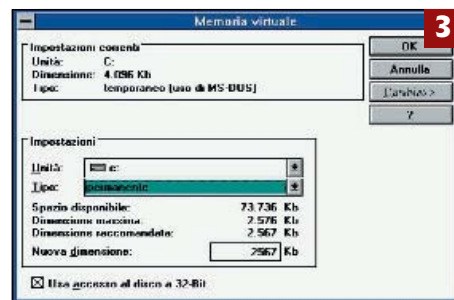 Memoria virtuale
3
Impostazioni correnti
Unità: C:
Dimensione: 4.096 Kb
Tipo: temporaneo [uso di MS-DOS]
OK
Annulla
Cambia>>
?
Impostazioni
Unità: c:
Tipo: permanente
Spazio disponibile: 73.736 Kb
Dimensione massima: 2.576 Kb
Dimensione raccomandata: 2.567 Kb
Nuova dimensione: 2567 Kb
Usa accesso al disco a 32-Bit